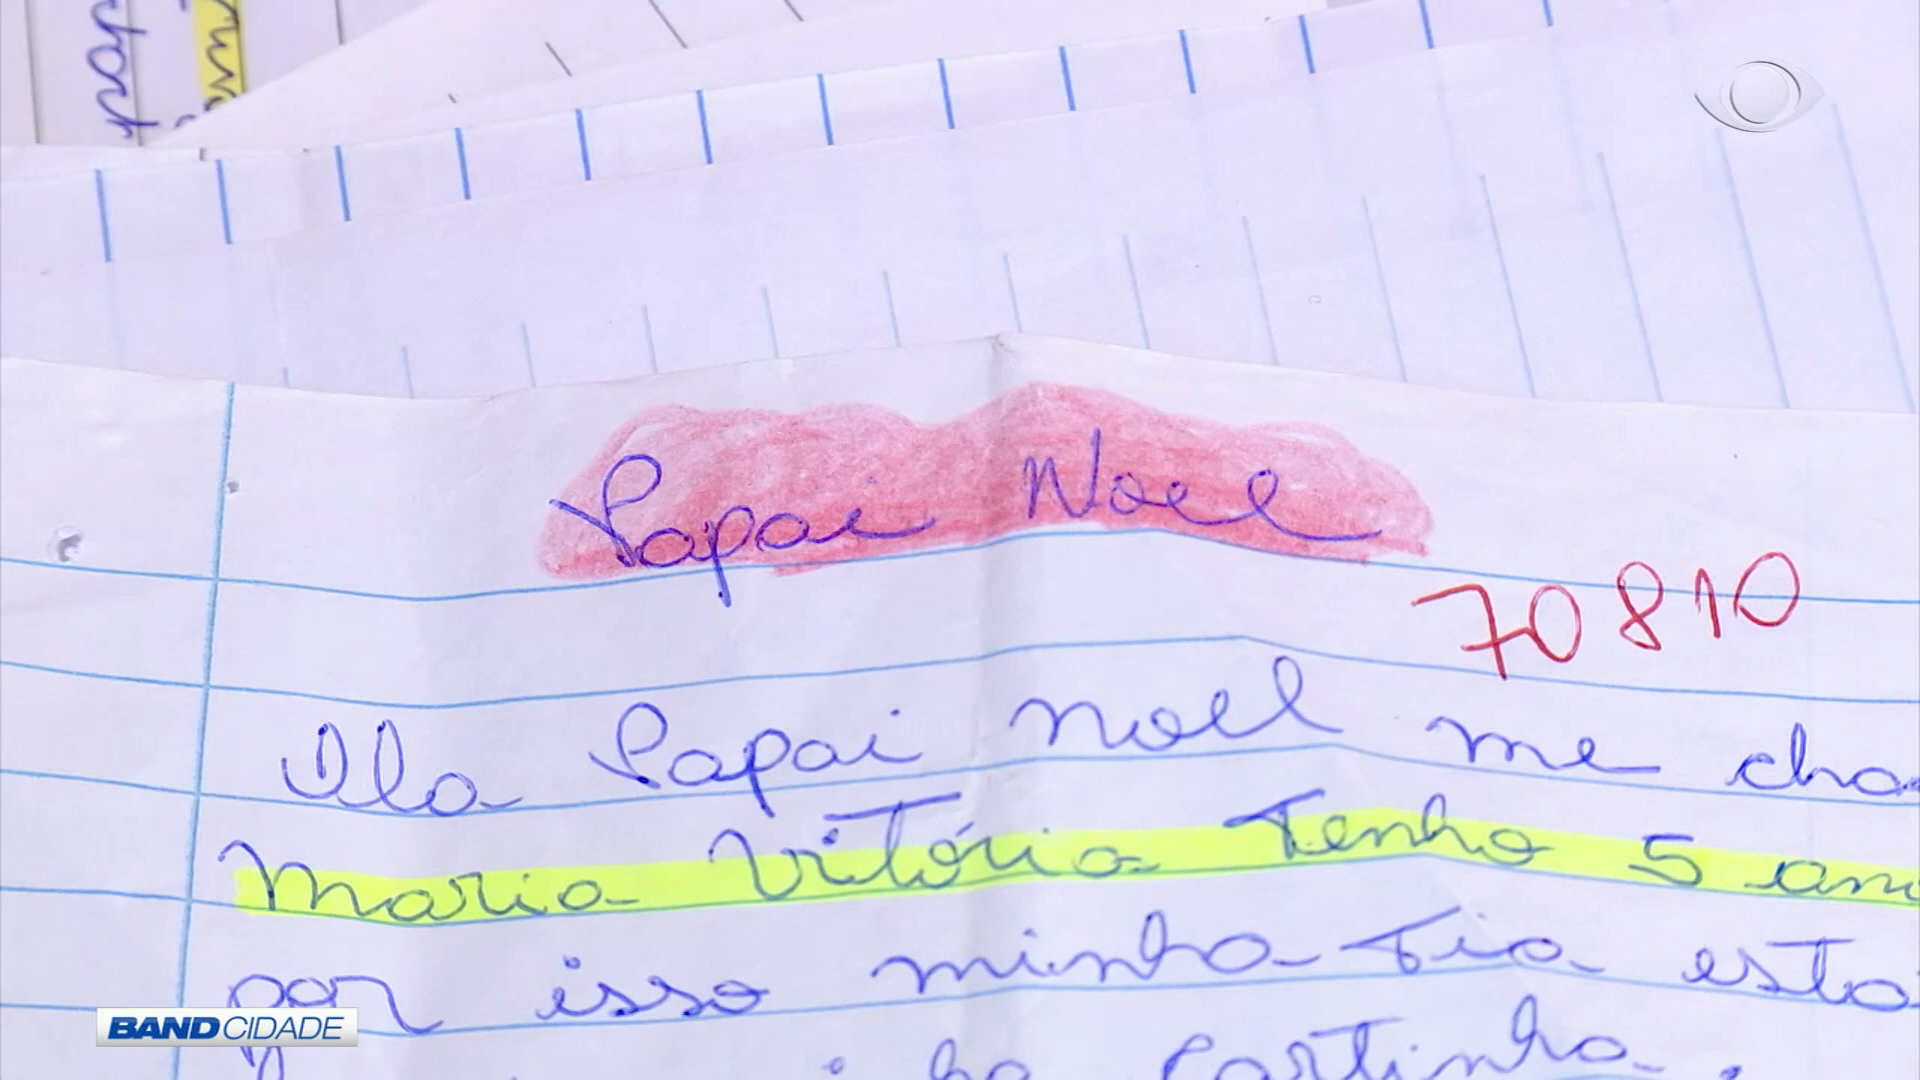 Papai Noel
70810
Ola Papai noel me cha
Maria Vitória Tenho 5 an
por isso minha Tia esta
Cartinha
BAND CIDADE